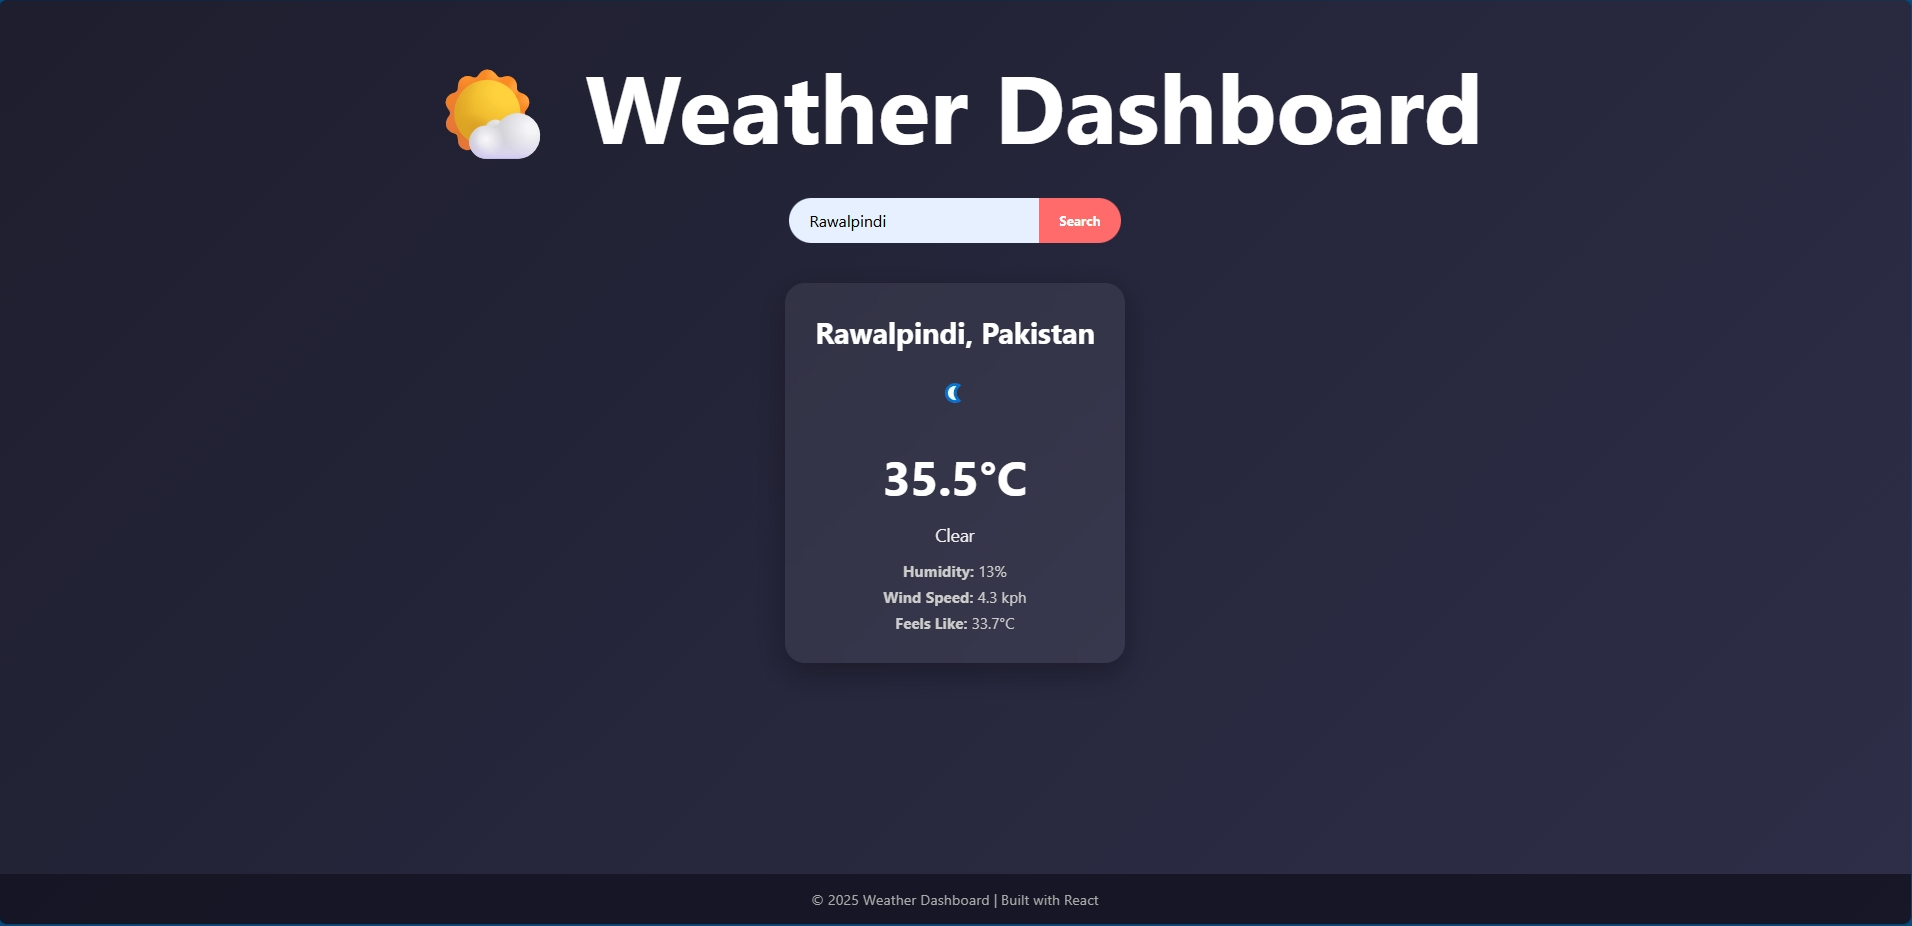 Weather Dashboard
Rawalpindi
Search
Rawalpindi, Pakistan
35.5°C
Clear
Humidity: 13%
Wind Speed: 4.3 kph
Feels Like: 33.7°C
© 2025 Weather Dashboard | Built with React